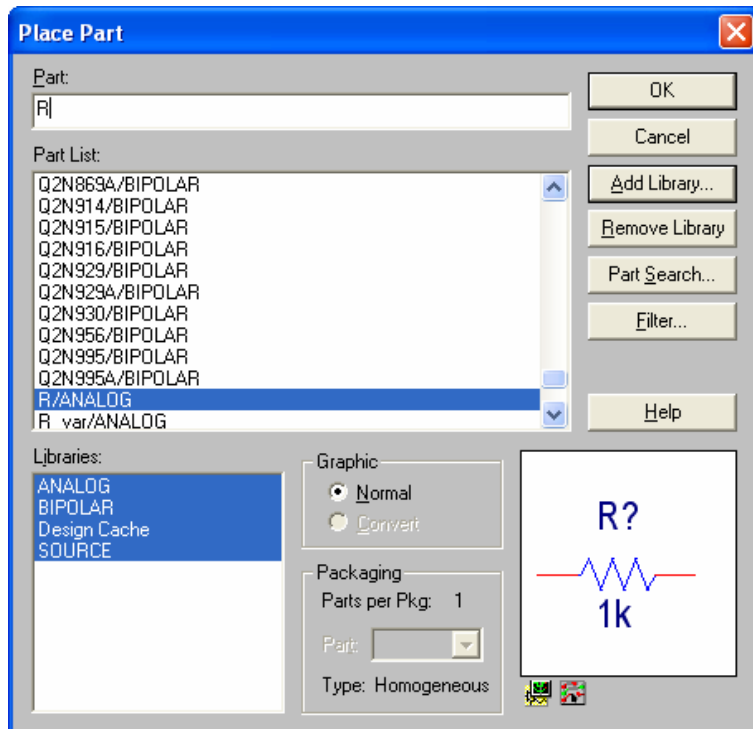 Place Part
Part:
R
Part List:
Q2N869A/BIPOLAR
Q2N914/BIPOLAR
Q2N915/BIPOLAR
Q2N916/BIPOLAR
Q2N929/BIPOLAR
Q2N929A/BIPOLAR
Q2N930/BIPOLAR
Q2N956/BIPOLAR
Q2N995/BIPOLAR
Q2N995A/BIPOLAR
R/ANALOG
R_var/ANALOG
OK
Cancel
Add Library...
Remove Library
Part Search...
Filter...
Help
Libraries:
ANALOG
BIPOLAR
Design Cache
SOURCE
Graphic
Normal
Convert
Packaging
Parts per Pkg: 1
Part:
Type: Homogeneous
R?
1k